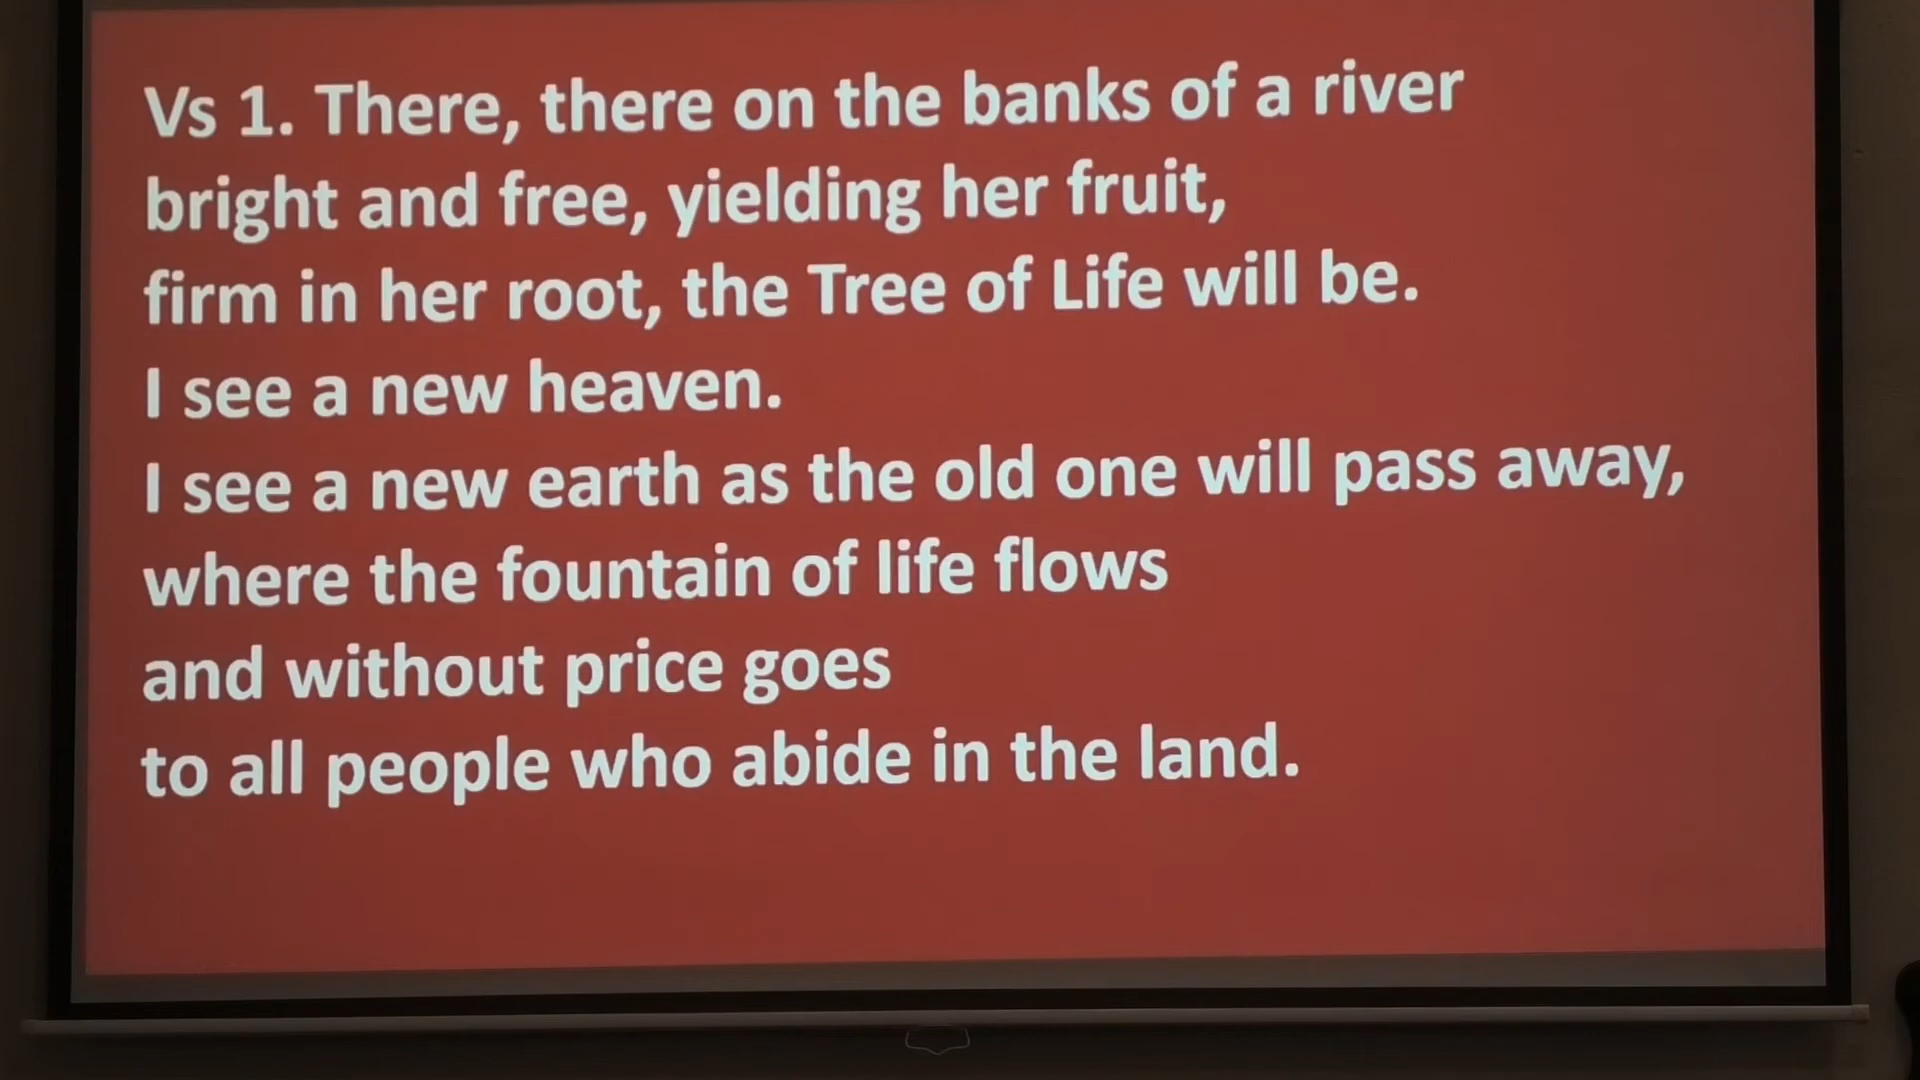 Vs 1. There, there on the banks of a river
bright and free, yielding her fruit,
firm in her root, the Tree of Life will be.
I see a new heaven.
I see a new earth as the old one will pass away,
where the fountain of life flows
and without price goes
to all people who abide in the land.